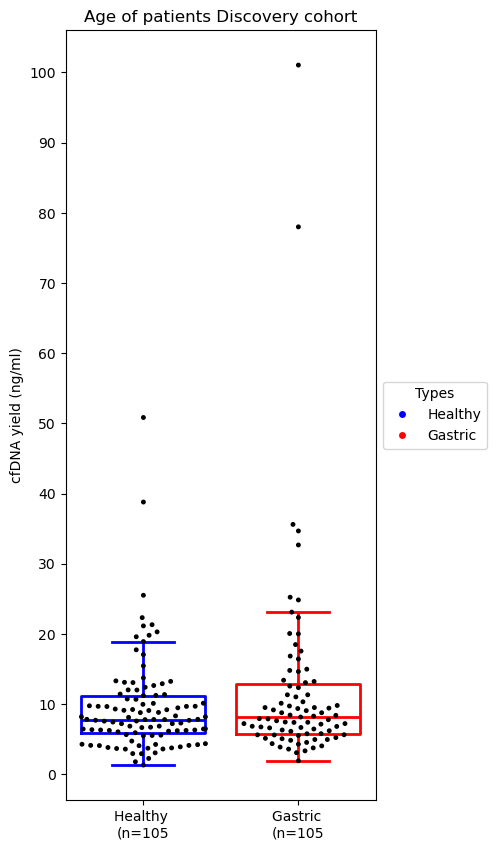 Age of patients Discovery cohort
100
90
80
70
60
50
40
30
20
10
0
cfDNA yield (ng/ml)
Healthy
(n=105
Gastric
(n=105
Types
Healthy
Gastric